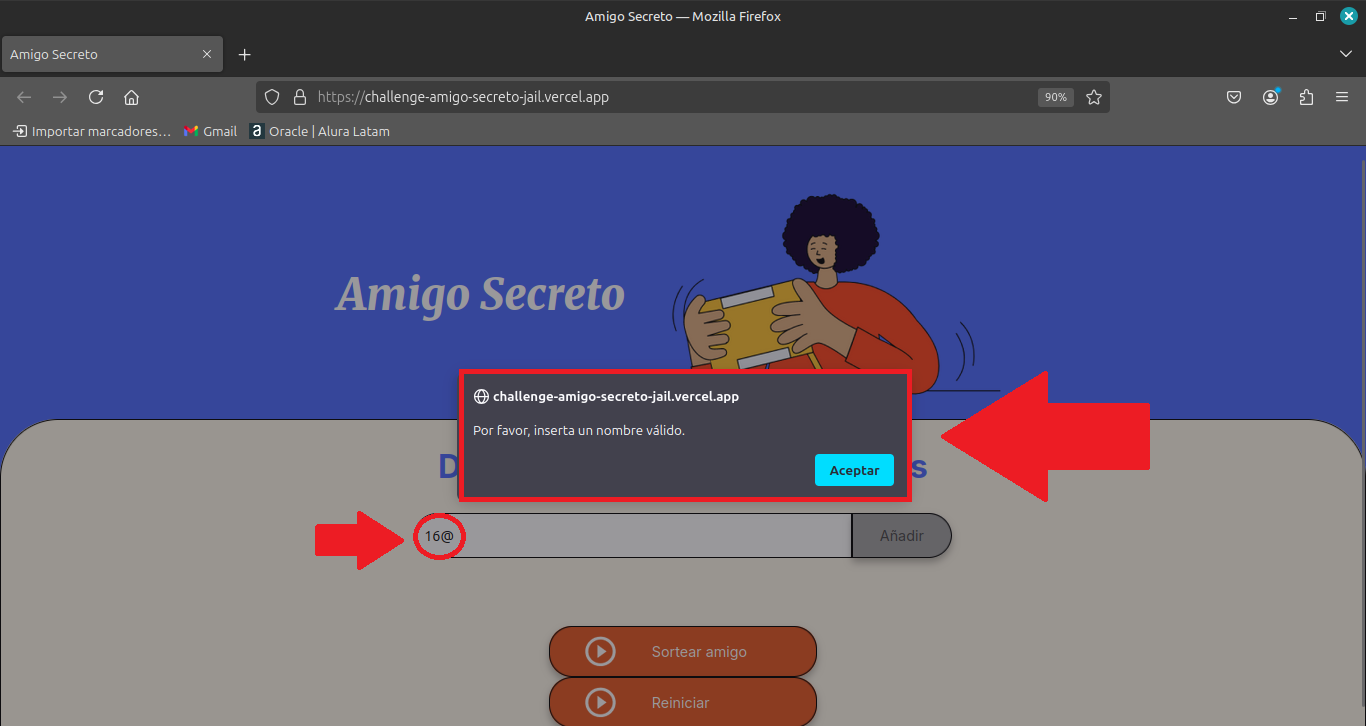 Amigo Secreto — Mozilla Firefox
Amigo Secreto
https://challenge-amigo-secreto-jail.vercel.app
90%
Importar marcadores…
Gmail
Oracle | Alura Latam
Amigo Secreto
challenge-amigo-secreto-jail.vercel.app
Por favor, inserta un nombre válido.
Aceptar
16@
Añadir
Sortear amigo
Reiniciar